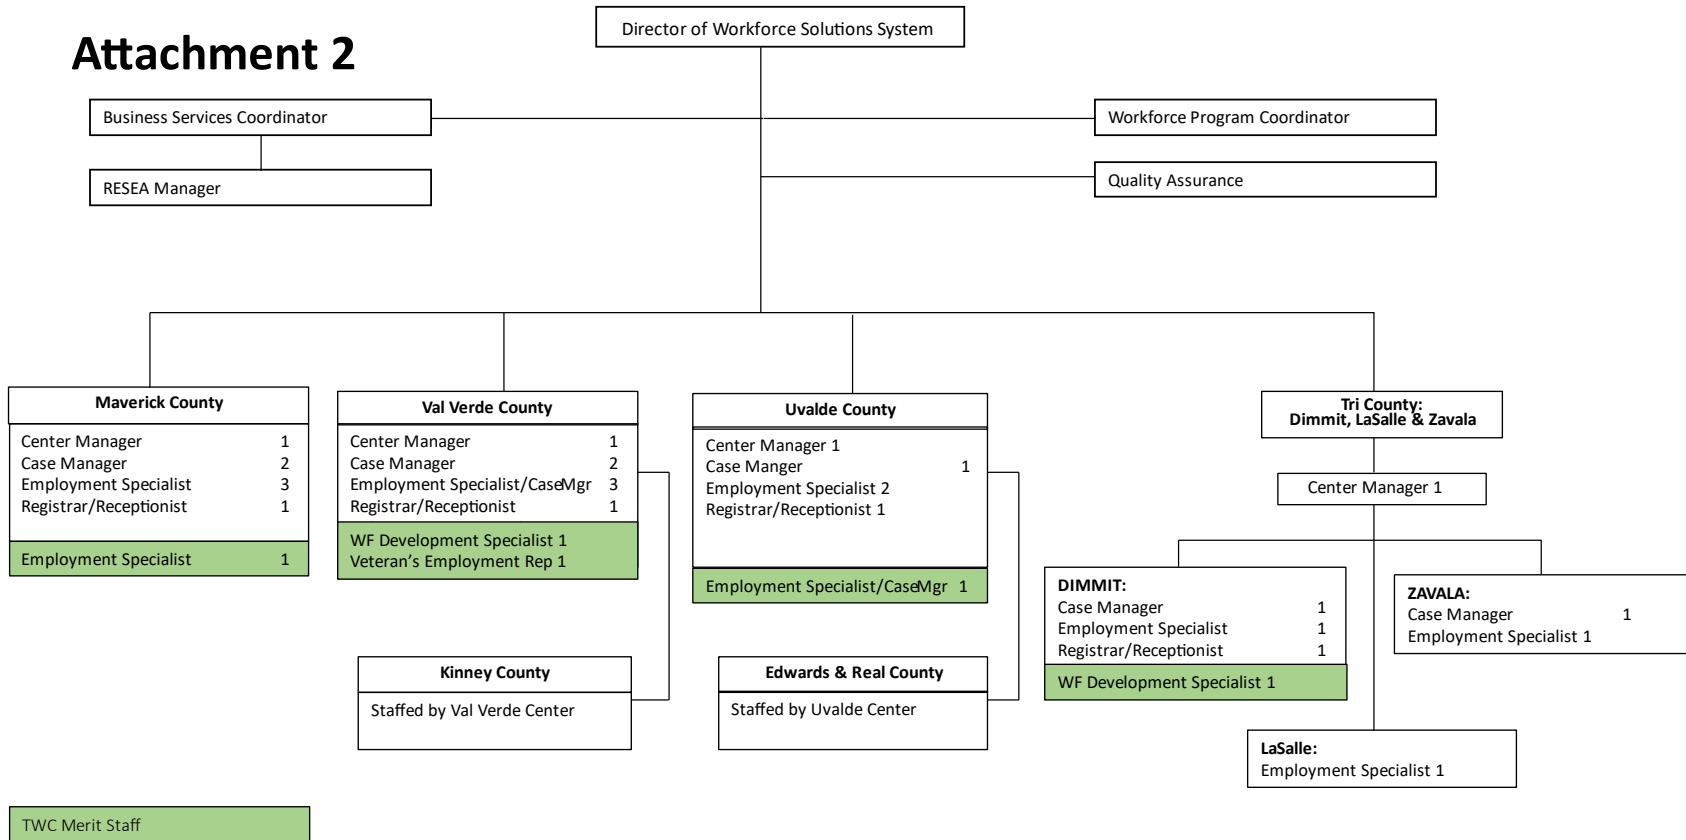 Attachment 2
Director of Workforce Solutions System
Business Services Coordinator
Workforce Program Coordinator
RESEA Manager
Quality Assurance
Maverick County
Center Manager 1
Case Manager 2
Employment Specialist 3
Registrar/Receptionist 1
Employment Specialist 1
Val Verde County
Center Manager 1
Case Manager 2
Employment Specialist/CaseMgr 3
Registrar/Receptionist 1
WF Development Specialist 1
Veteran’s Employment Rep 1
Kinney County
Staffed by Val Verde Center
Uvalde County
Center Manager 1
Case Manger 1
Employment Specialist 2
Registrar/Receptionist 1
Employment Specialist/CaseMgr 1
Edwards & Real County
Staffed by Uvalde Center
Tri County:
Dimmit, LaSalle & Zavala
Center Manager 1
DIMMIT:
Case Manager 1
Employment Specialist 1
Registrar/Receptionist 1
WF Development Specialist 1
ZAVALA:
Case Manager 1
Employment Specialist 1
LaSalle:
Employment Specialist 1
TWC Merit Staff